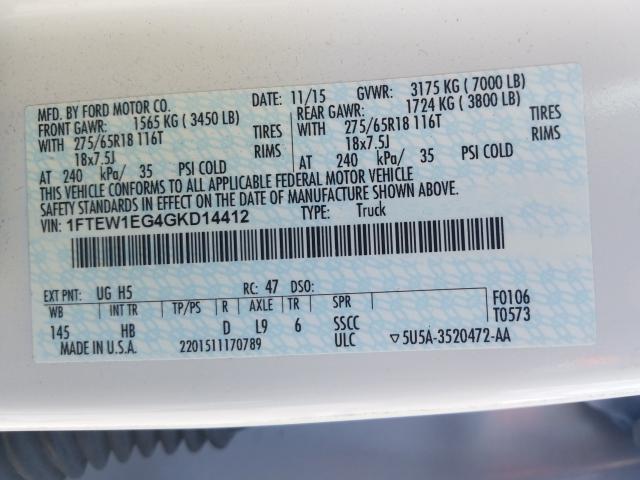 MFD. BY FORD MOTOR CO.
DATE: 11/15 GVWR: 3175 KG ( 7000 LB)
FRONT GAWR: 1565 KG ( 3450 LB)
REAR GAWR: 1724 KG ( 3800 LB)
WITH 275/65R18 116T TIRES
WITH 275/65R18 116T TIRES
18x7.5J RIMS
18x7.5J RIMS
AT 240 kPa/ 35 PSI COLD
AT 240 kPa/ 35 PSI COLD
THIS VEHICLE CONFORMS TO ALL APPLICABLE FEDERAL MOTOR VEHICLE
SAFETY STANDARDS IN EFFECT ON THE DATE OF MANUFACTURE SHOWN ABOVE.
VIN: 1FTEW1EG4GKD14412 TYPE: Truck
EXT PNT: UG H5 RC: 47 DSO:
WB INT TR TP/PS R AXLE TR SPR F0106
T0573
145 HB D L9 6 SSCC
MADE IN U.S.A. 2201511170789 ULC ▽5U5A-3520472-AA